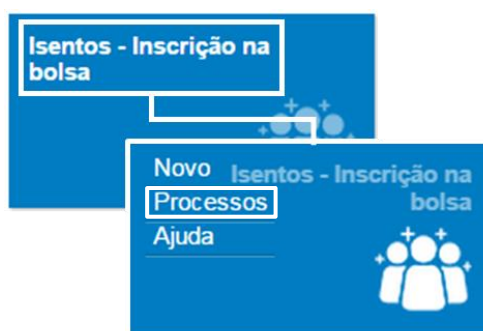 Isentos - Inscrição na
bolsa
Novo
Isentos - Inscrição na
bolsa
Processos
Ajuda